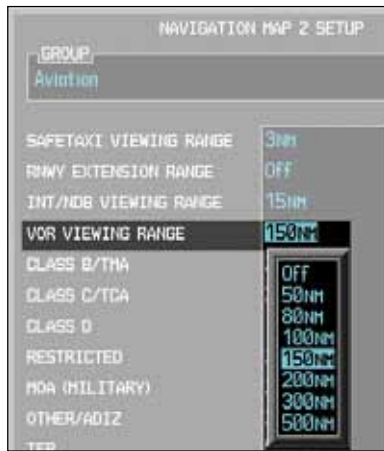 NAVIGATION MAP 2 SETUP
GROUP
Aviation
SAFETAXI VIEWING RANGE 3NM
RNWY EXTENSION RANGE Off
INT/NDB VIEWING RANGE 15NM
VOR VIEWING RANGE 150NM
CLASS B/TMA
Off
CLASS C/TCA
50NM
80NM
CLASS D
100NM
RESTRICTED
150NM
MOA (MILITARY)
200NM
300NM
OTHER/ADIZ
500NM
TFR